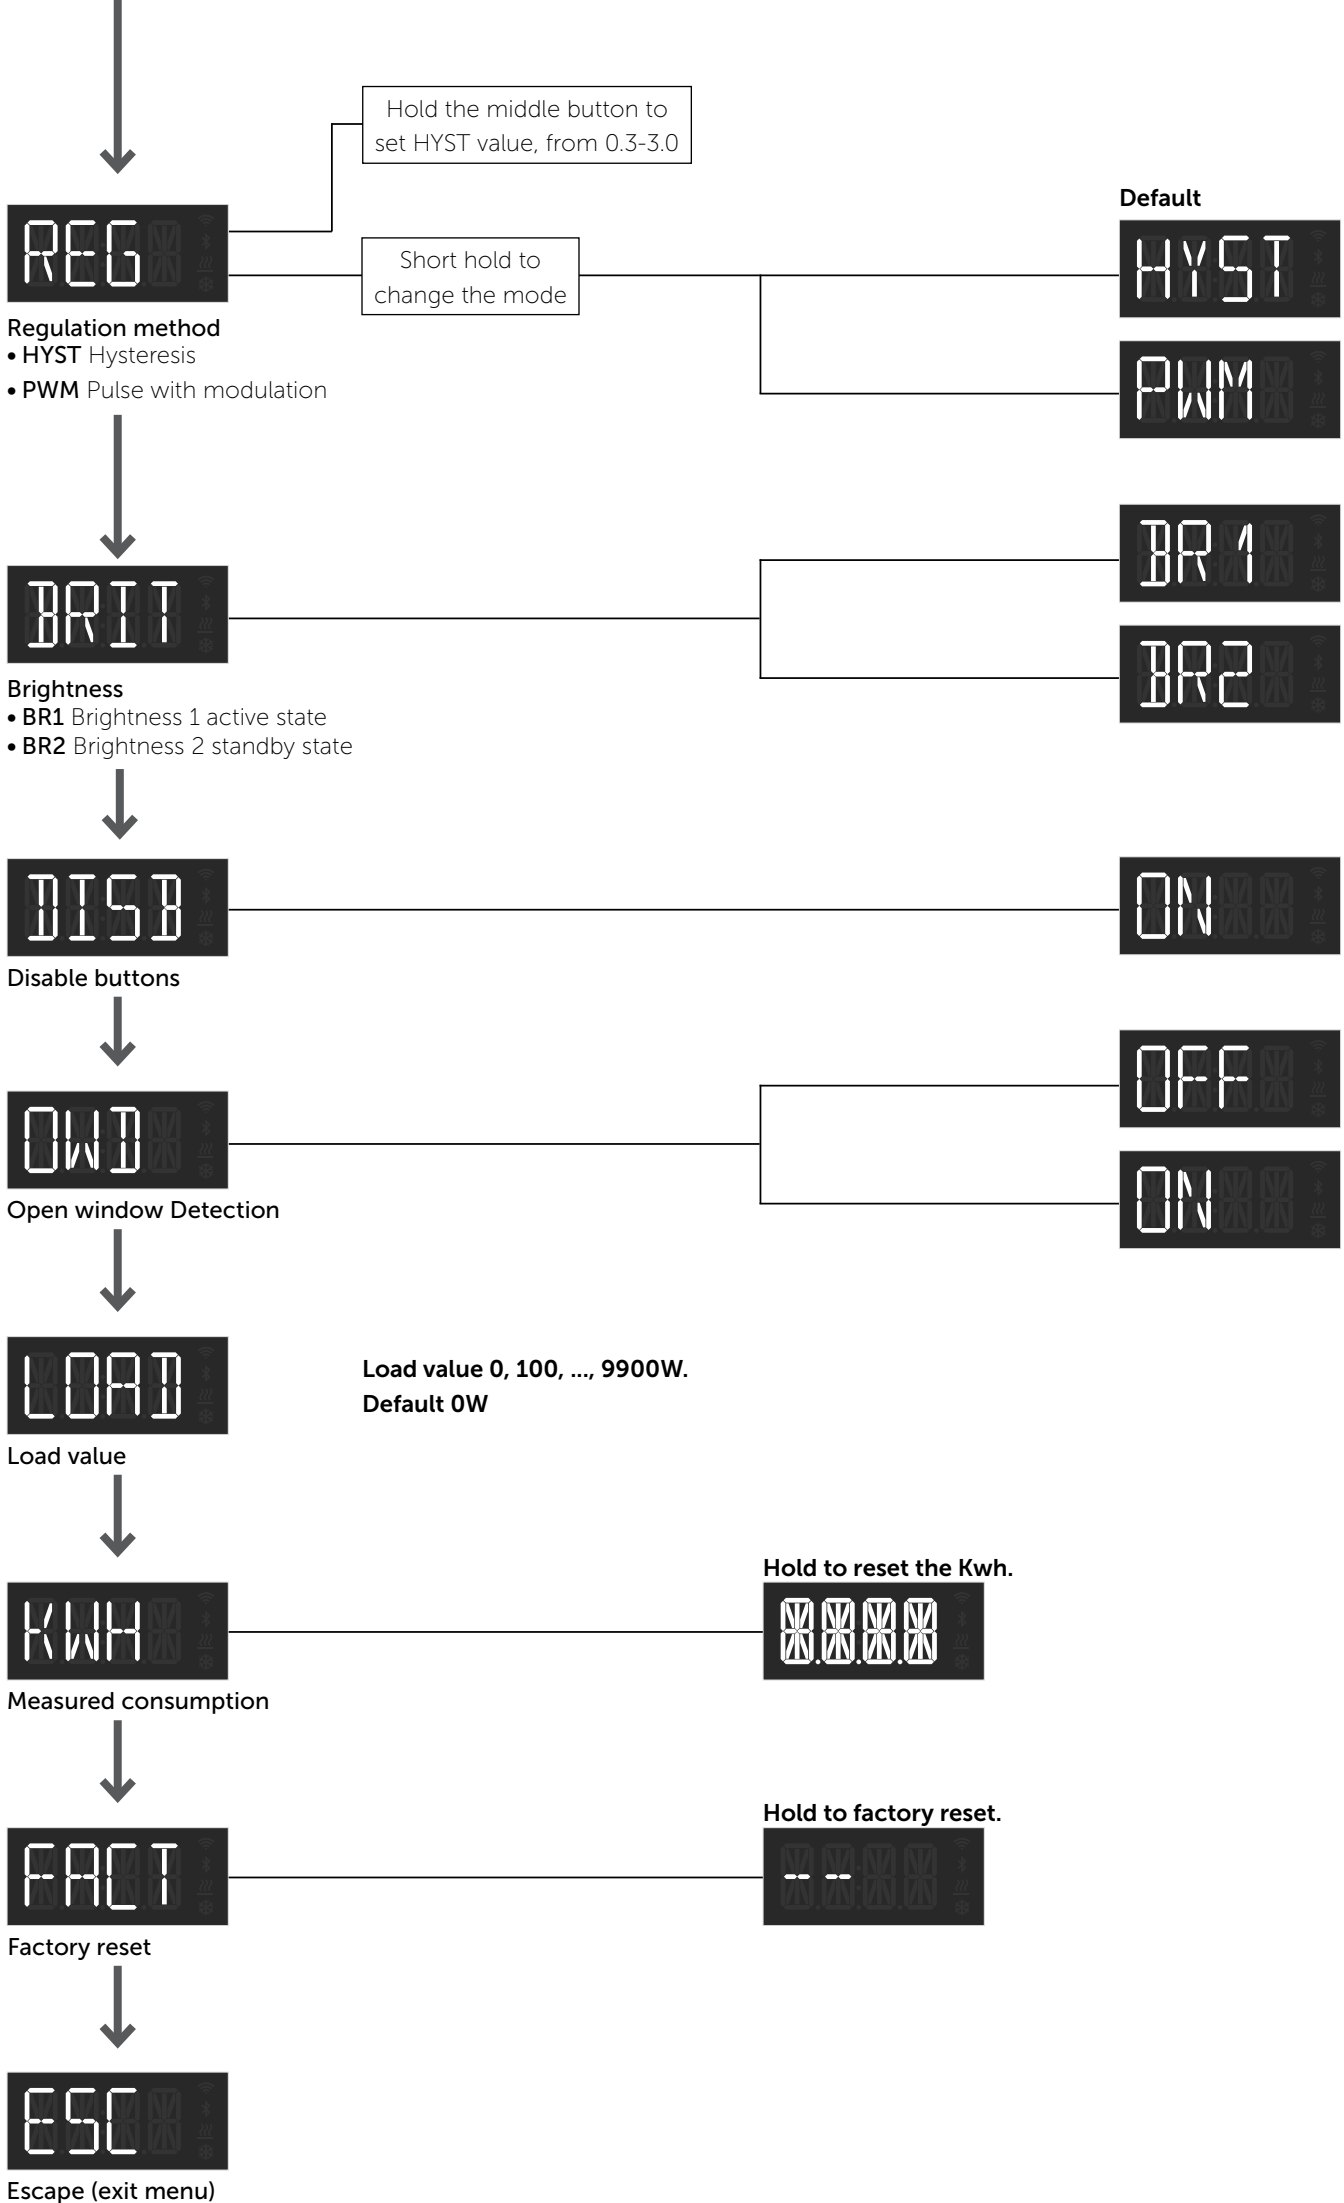 Hold the middle button to
set HYST value, from 0.3-3.0
Default
REG
Short hold to
change the mode
HYST
Regulation method
• HYST Hysteresis
• PWM Pulse with modulation
PWM
BR1
BRIT
BR2
Brightness
• BR1 Brightness 1 active state
• BR2 Brightness 2 standby state
DISB
ON
Disable buttons
OFF
OWD
ON
Open window Detection
LOAD
Load value 0, 100, ..., 9900W.
Default 0W
Load value
Hold to reset the Kwh.
KWH
Measured consumption
Hold to factory reset.
FACT
--
Factory reset
ESC
Escape (exit menu)